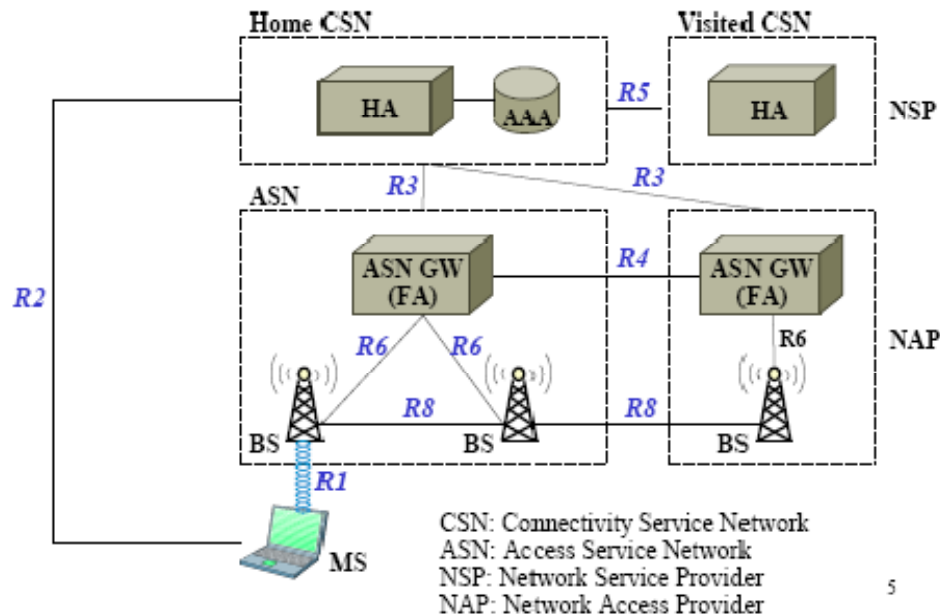 Home CSN
Visited CSN
HA
AAA
R5
HA
NSP
R3
R3
ASN
ASN GW
(FA)
R4
ASN GW
(FA)
R2
R6
R6
R6
NAP
BS
R8
BS
R8
BS
R1
MS
CSN: Connectivity Service Network
ASN: Access Service Network
NSP: Network Service Provider
NAP: Network Access Provider
5